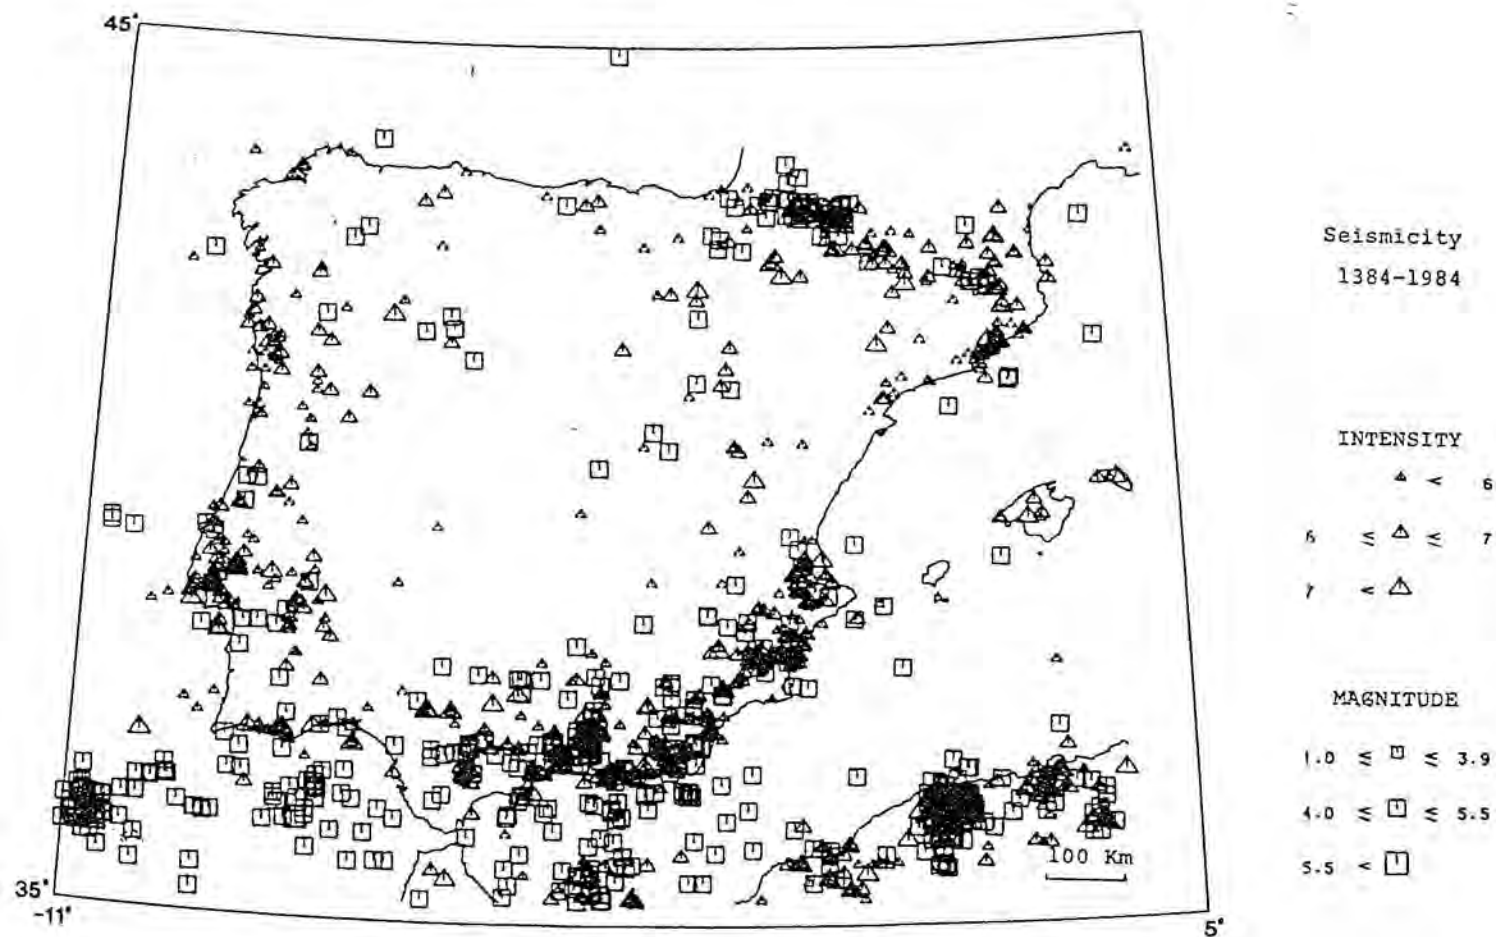 45°
Seismicity
1384-1984
INTENSITY
< 6
6 ≤ ≤ 7
7 <
MAGNITUDE
1.0 ≤ ≤ 3.9
4.0 ≤ ≤ 5.5
5.5 <
100 Km
35°
-11°
5°